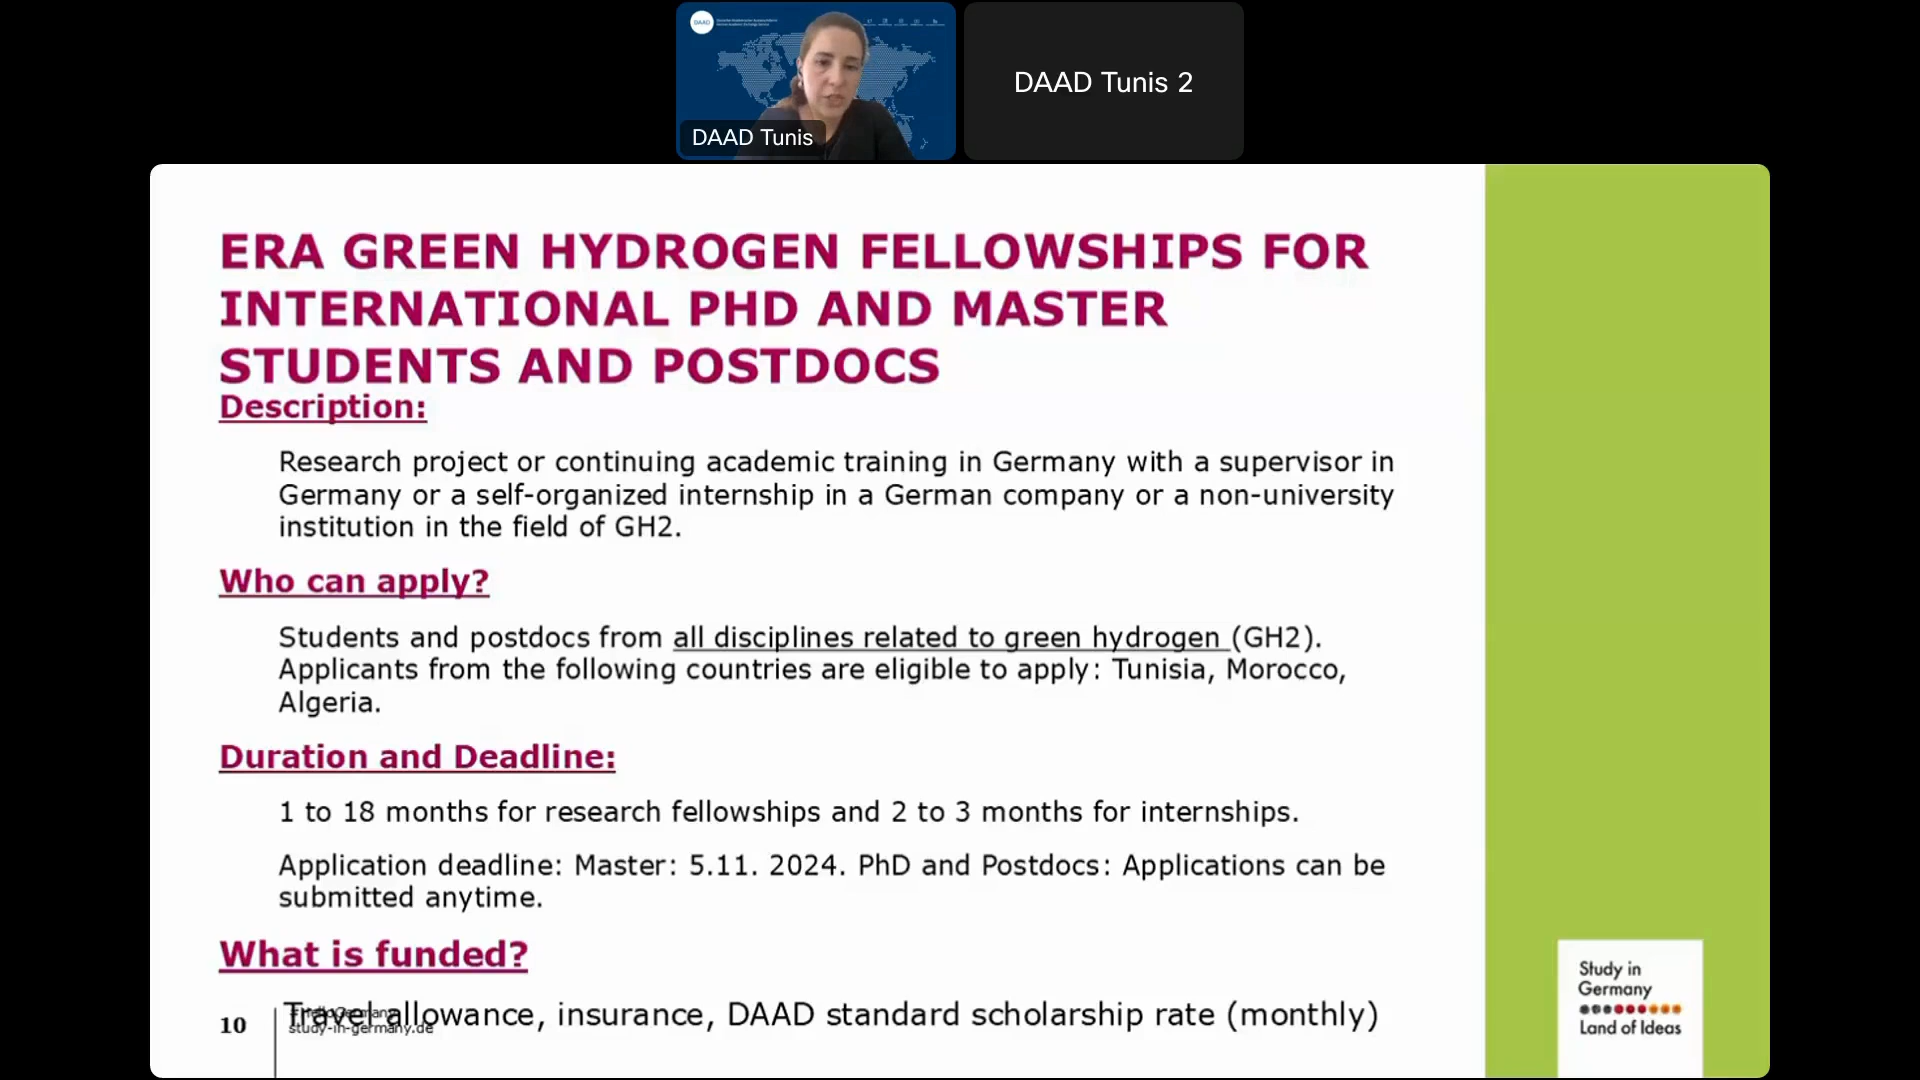 DAAD
DAAD Tunis
DAAD Tunis 2
ERA GREEN HYDROGEN FELLOWSHIPS FOR
INTERNATIONAL PHD AND MASTER
STUDENTS AND POSTDOCS
Description:
Research project or continuing academic training in Germany with a supervisor in
Germany or a self-organized internship in a German company or a non-university
institution in the field of GH2.
Who can apply?
Students and postdocs from all disciplines related to green hydrogen (GH2).
Applicants from the following countries are eligible to apply: Tunisia, Morocco,
Algeria.
Duration and Deadline:
1 to 18 months for research fellowships and 2 to 3 months for internships.
Application deadline: Master: 5.11. 2024. PhD and Postdocs: Applications can be
submitted anytime.
What is funded?
Travel allowance, insurance, DAAD standard scholarship rate (monthly)
10
study-in-germany.de
Study in
Germany
Land of Ideas